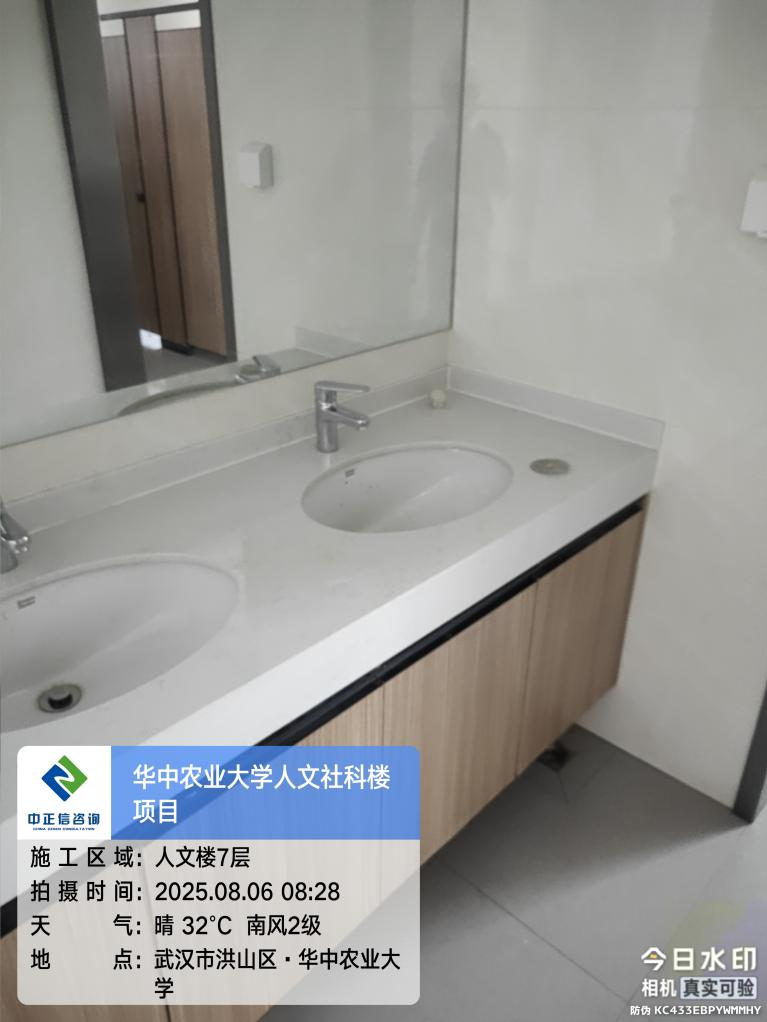 华中农业大学人文社科楼
项目
中正信咨询
CHINA ZXINN CONSULTATION
施工区域：人文楼7层
拍摄时间：2025.08.06 08:28
天气：晴 32℃ 南风2级
地点：武汉市洪山区·华中农业大
学
今日水印
相机 真实可验
防伪 KC433EBPYWMMHY